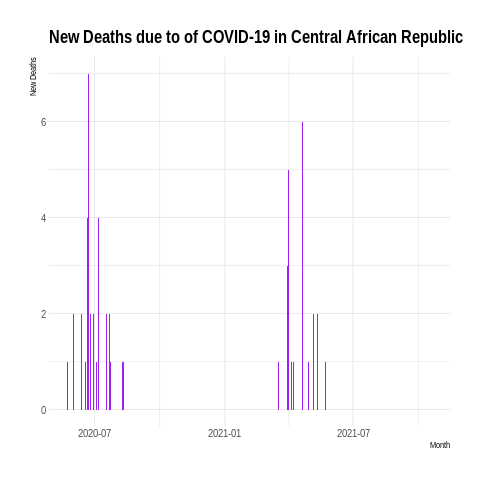 New Deaths due to of COVID-19 in Central African Republic
New Deaths
6
4
2
0
2020-07
2021-01
2021-07
Month